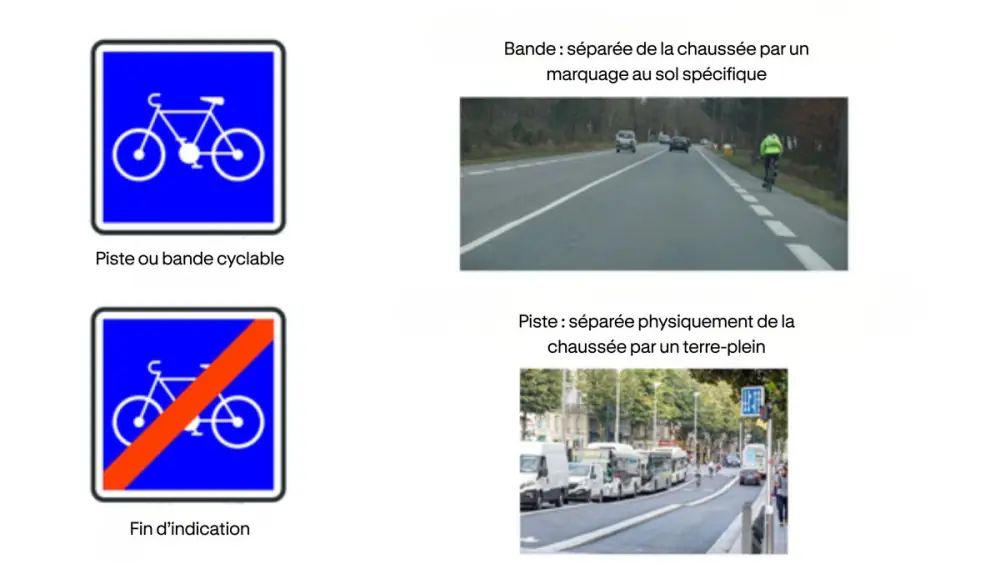 Piste ou bande cyclable
Fin d'indication
Bande : séparée de la chaussée par un
marquage au sol spécifique
Piste : séparée physiquement de la
chaussée par un terre-plein